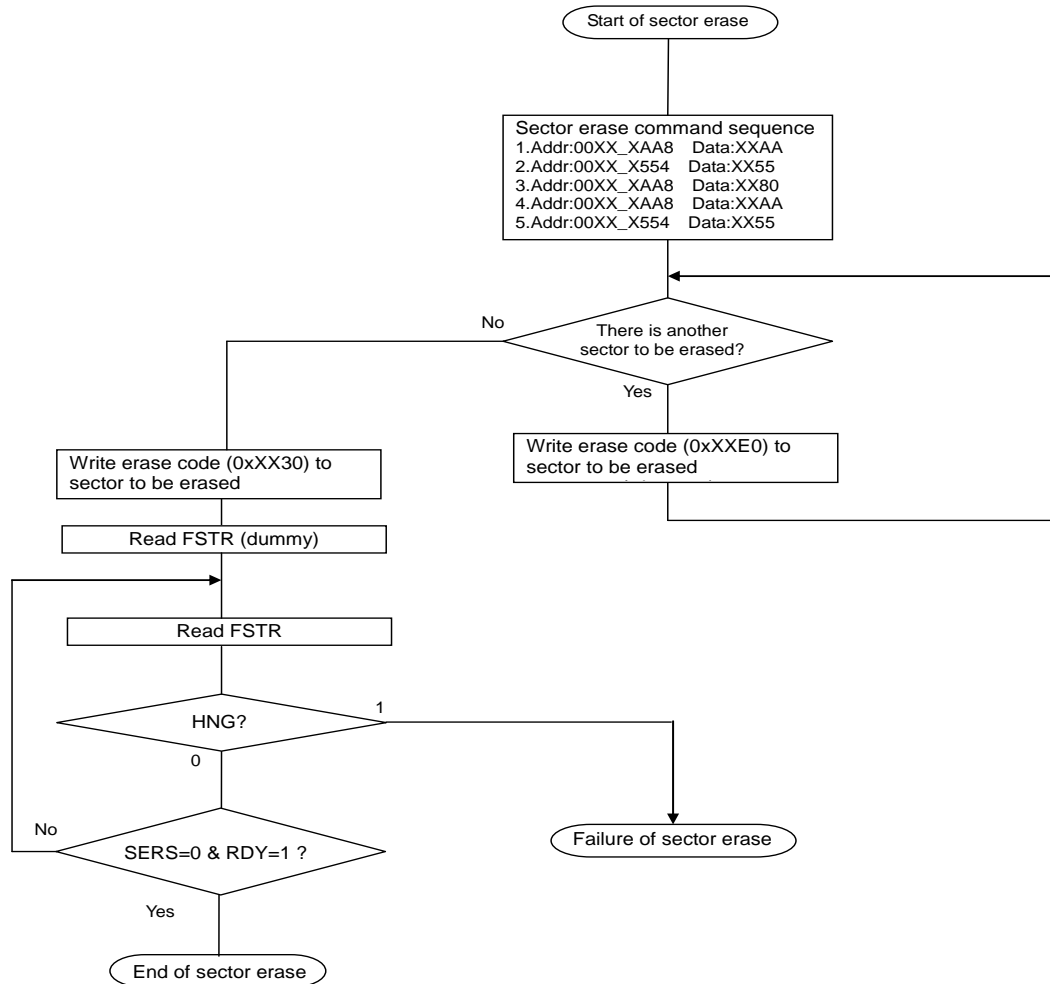 Start of sector erase
Sector erase command sequence
1.Addr:00XX_XAA8 Data:XXAA
2.Addr:00XX_X554 Data:XX55
3.Addr:00XX_XAA8 Data:XX80
4.Addr:00XX_XAA8 Data:XXAA
5.Addr:00XX_X554 Data:XX55
There is another
sector to be erased?
No
Yes
Write erase code (0xXXE0) to
sector to be erased
Write erase code (0xXX30) to
sector to be erased
Read FSTR (dummy)
Read FSTR
HNG?
1
0
Failure of sector erase
No
SERS=0 & RDY=1 ?
Yes
End of sector erase